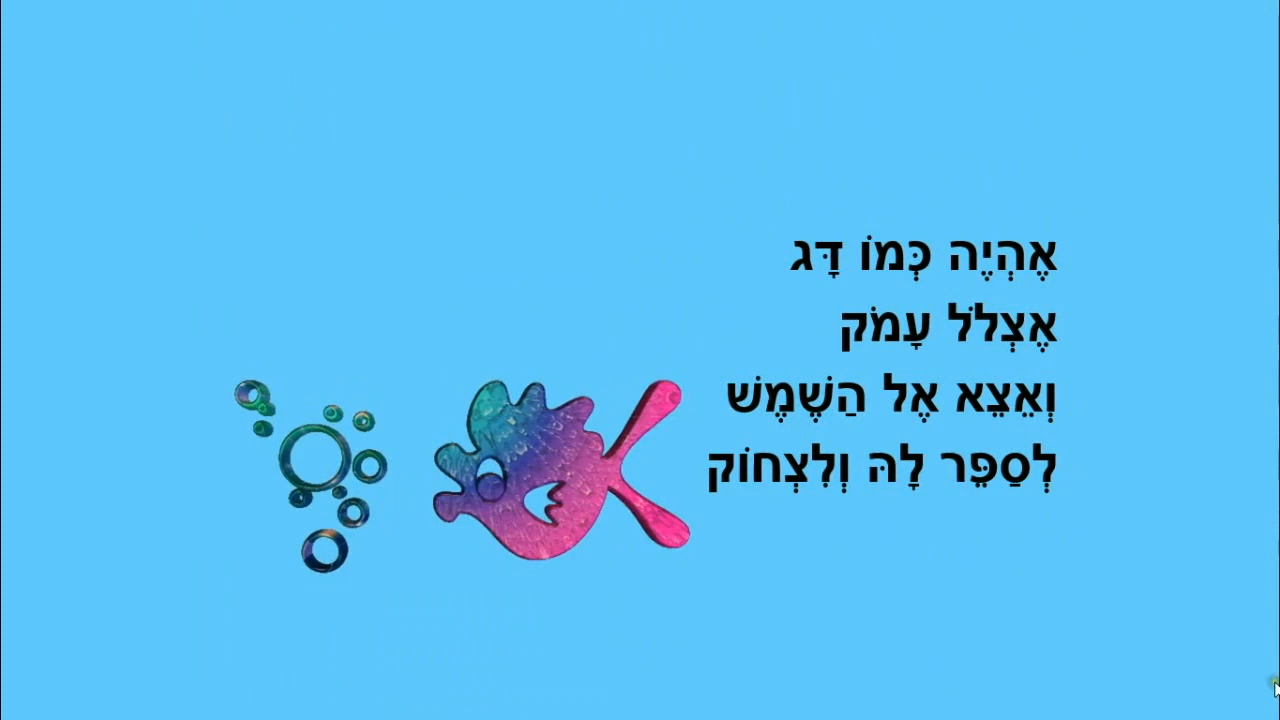 אֶהְיֶה כְּמוֹ דָּג
אֶצְלֹל עָמֹק
וְאֵצֵא אֶל הַשֶּׁמֶשׁ
לְסַפֵּר לָהּ וְלִצְחוֹק